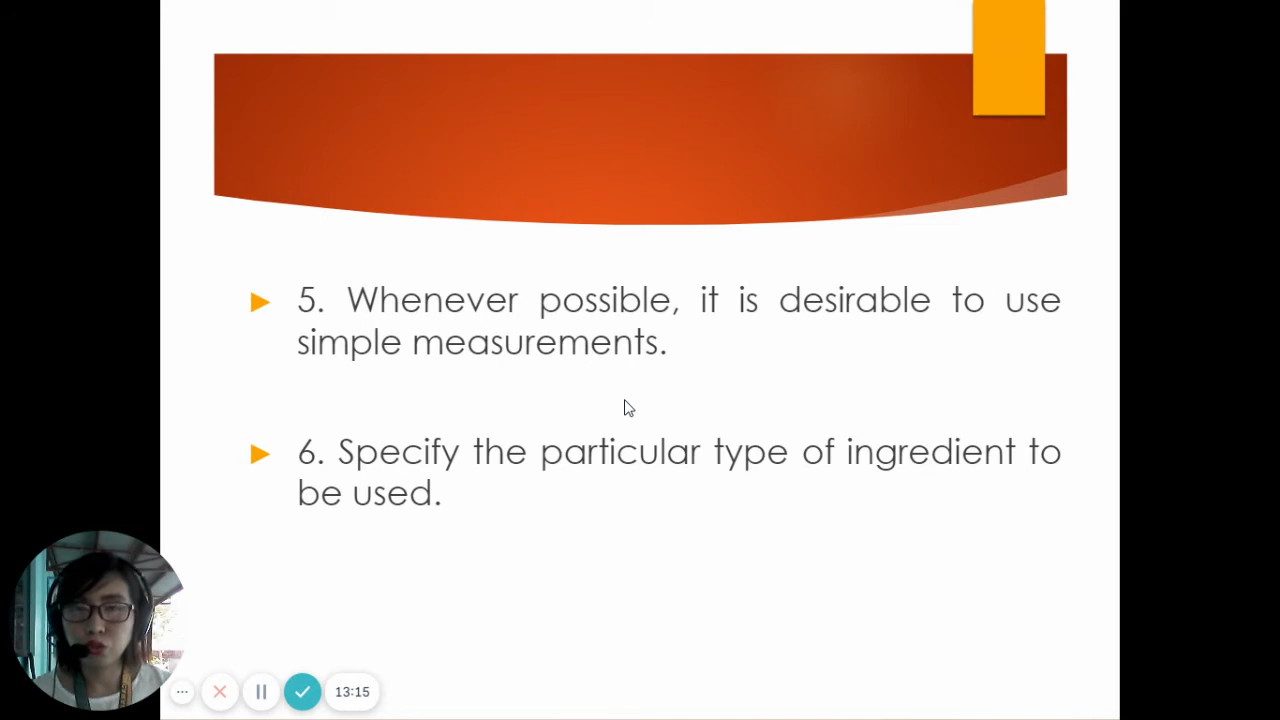 5. Whenever possible, it is desirable to use
simple measurements.
6. Specify the particular type of ingredient to
be used.
13:15